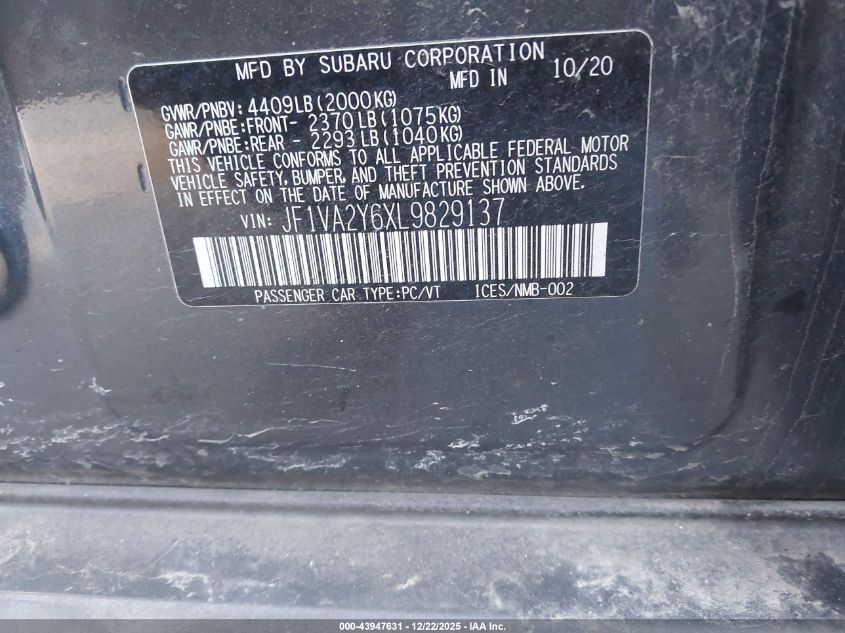 MFD BY SUBARU CORPORATION
MFD IN 10/20
GVWR/PNBV: 4409LB(2000KG)
GAWR/PNBE:FRONT- 2370LB(1075KG)
GAWR/PNBE:REAR - 2293LB(1040KG)
THIS VEHICLE CONFORMS TO ALL APPLICABLE FEDERAL MOTOR
VEHICLE SAFETY, BUMPER, AND THEFT PREVENTION STANDARDS
IN EFFECT ON THE DATE OF MANUFACTURE SHOWN ABOVE.
VIN: JF1VA2Y6XL9829137
PASSENGER CAR TYPE:PC/VT ICES/NMB-002
000-43947631 - 12/22/2025 - IAA Inc.